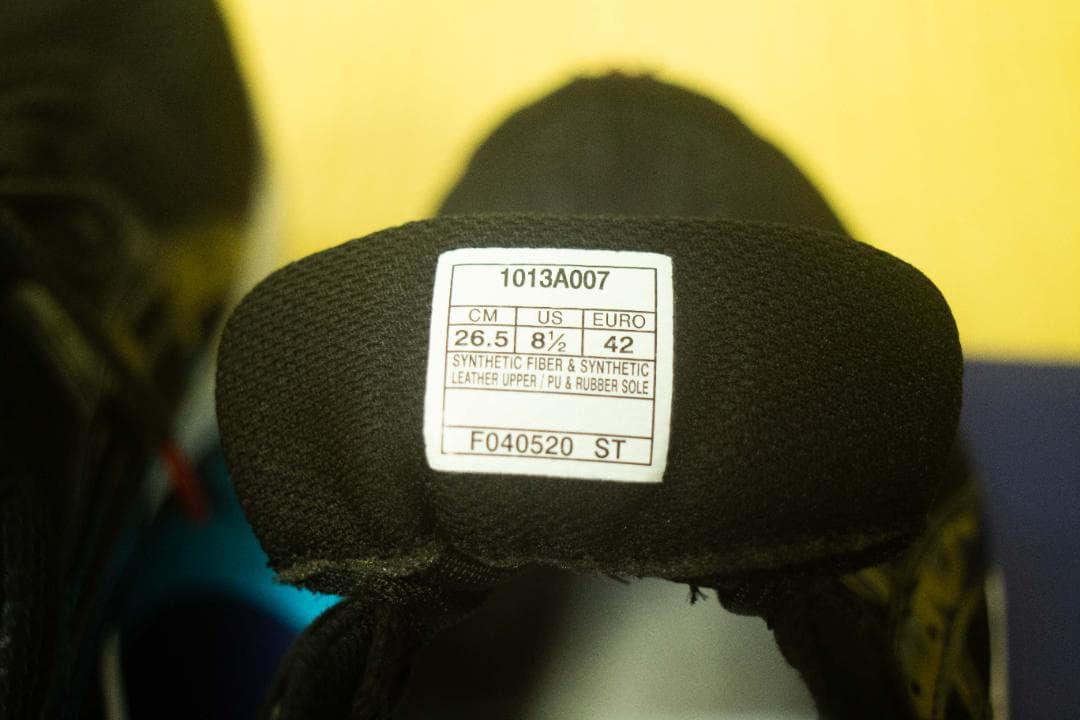 1013A007
CM US EURO
26.5 8½ 42
SYNTHETIC FIBER & SYNTHETIC
LEATHER UPPER / PU & RUBBER SOLE
F040520 ST